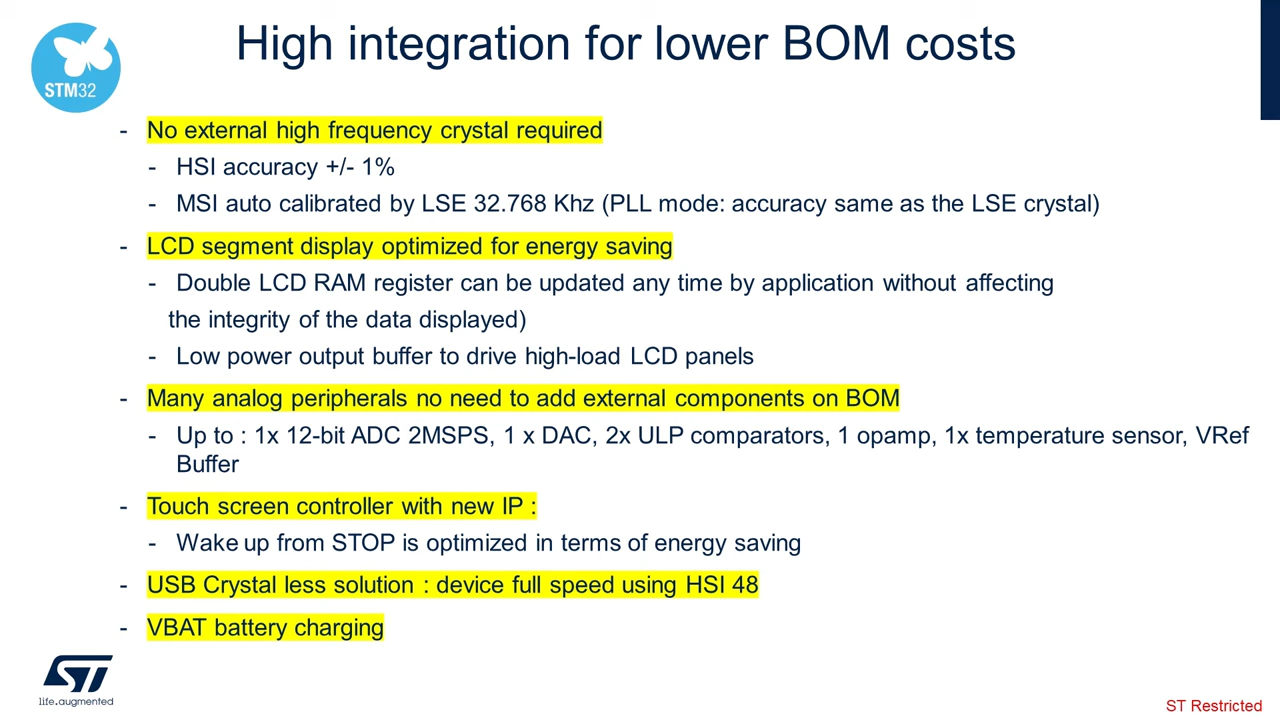 High integration for lower BOM costs
STM32
- No external high frequency crystal required
- HSI accuracy +/- 1%
- MSI auto calibrated by LSE 32.768 Khz (PLL mode: accuracy same as the LSE crystal)
- LCD segment display optimized for energy saving
- Double LCD RAM register can be updated any time by application without affecting
the integrity of the data displayed)
- Low power output buffer to drive high-load LCD panels
- Many analog peripherals no need to add external components on BOM
- Up to : 1x 12-bit ADC 2MSPS, 1 x DAC, 2x ULP comparators, 1 opamp, 1x temperature sensor, VRef
Buffer
- Touch screen controller with new IP :
- Wake up from STOP is optimized in terms of energy saving
- USB Crystal less solution : device full speed using HSI 48
- VBAT battery charging
ST
life.augmented
ST Restricted